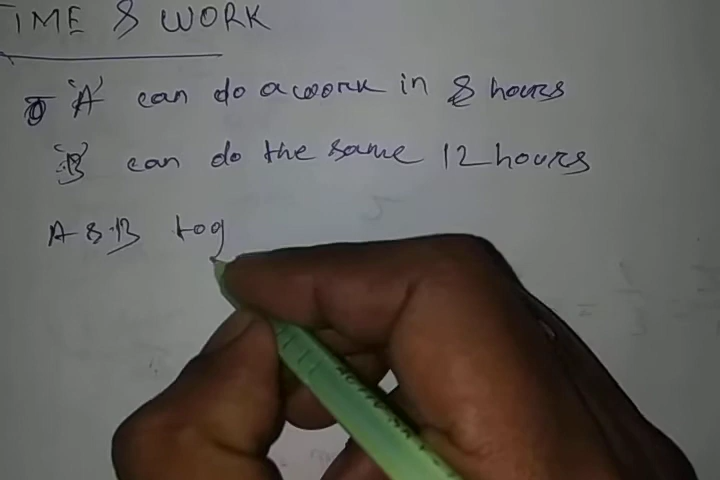 TIME & WORK
'A' can do a work in 8 hours
'B' can do the same 12 hours
A & B tog